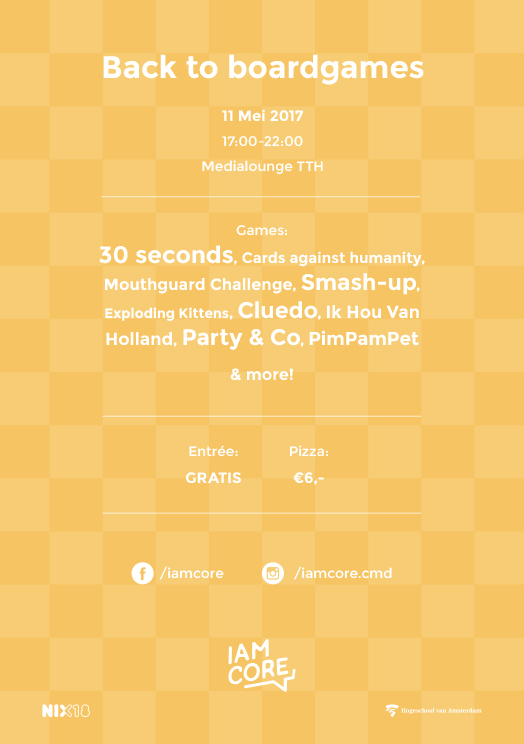 Back to boardgames
11 Mei 2017
17:00-22:00
Medialounge TTH
Games:
30 seconds, Cards against humanity,
Mouthguard Challenge, Smash-up,
Exploding Kittens, Cluedo, Ik Hou Van
Holland, Party & Co, PimPamPet
& more!
Entrée: Pizza:
GRATIS €6,-
/iamcore /iamcore.cmd
IAM
CORE
NIX18 Hogeschool van Amsterdam